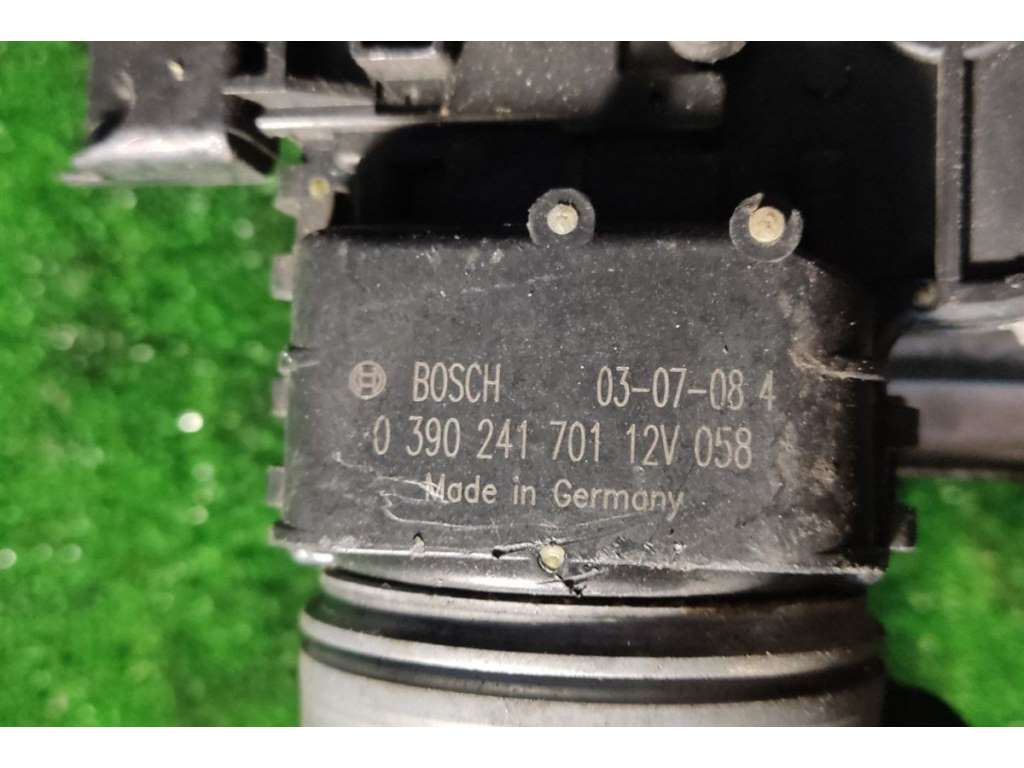 BOSCH 03-07-08 4
0 390 241 701 12V 058
Made in Germany